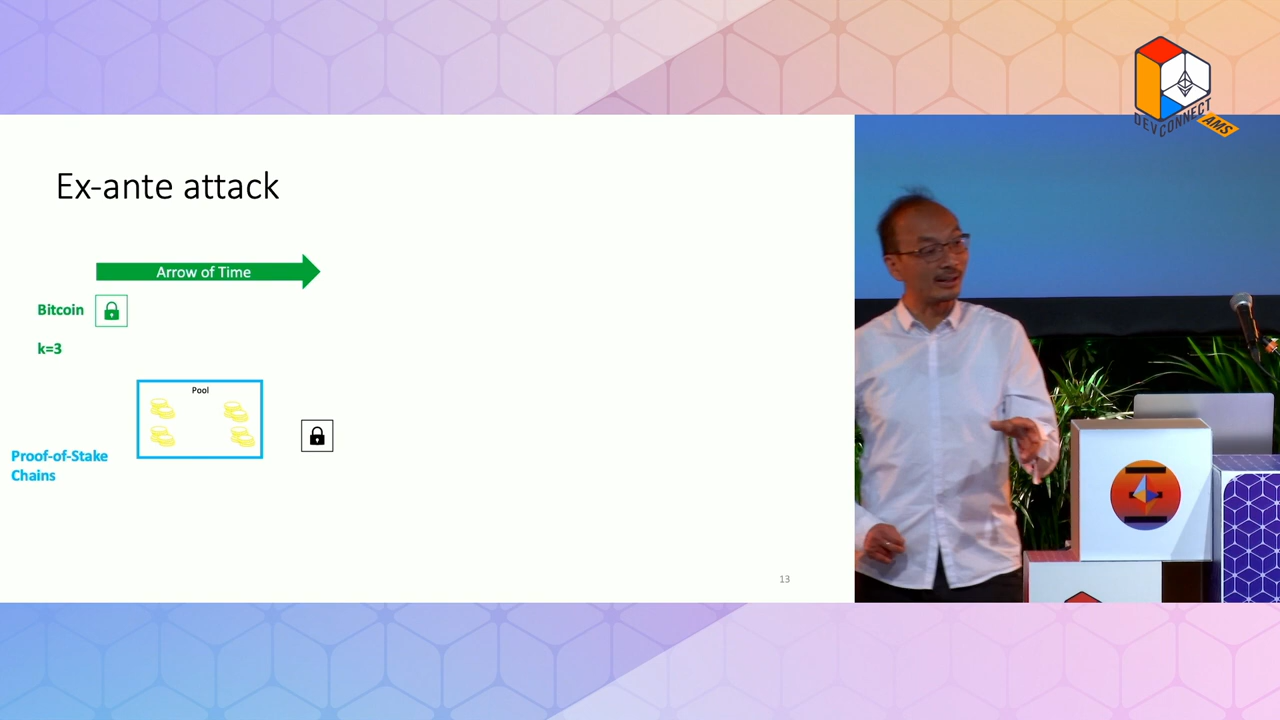 DEVCONNECT
AMS
Ex-ante attack
Arrow of Time
Bitcoin
k=3
Pool
Proof-of-Stake
Chains
13